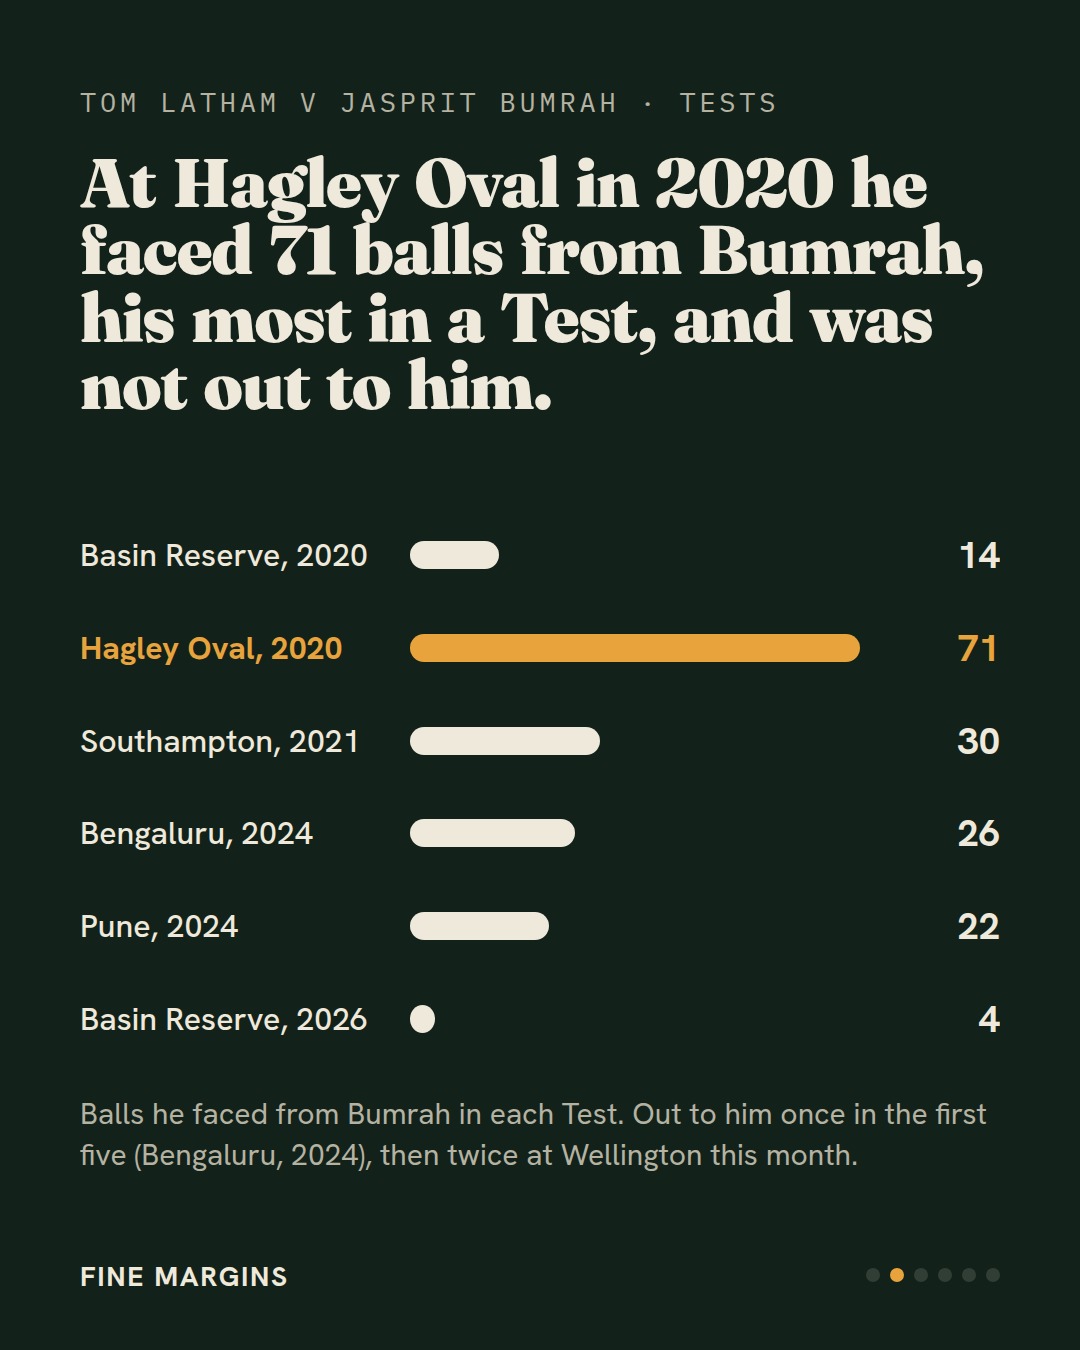 TOM LATHAM V JASPRIT BUMRAH · TESTS
At Hagley Oval in 2020 he
faced 71 balls from Bumrah,
his most in a Test, and was
not out to him.
Basin Reserve, 2020 14
Hagley Oval, 2020 71
Southampton, 2021 30
Bengaluru, 2024 26
Pune, 2024 22
Basin Reserve, 2026 4
Balls he faced from Bumrah in each Test. Out to him once in the first
five (Bengaluru, 2024), then twice at Wellington this month.
FINE MARGINS